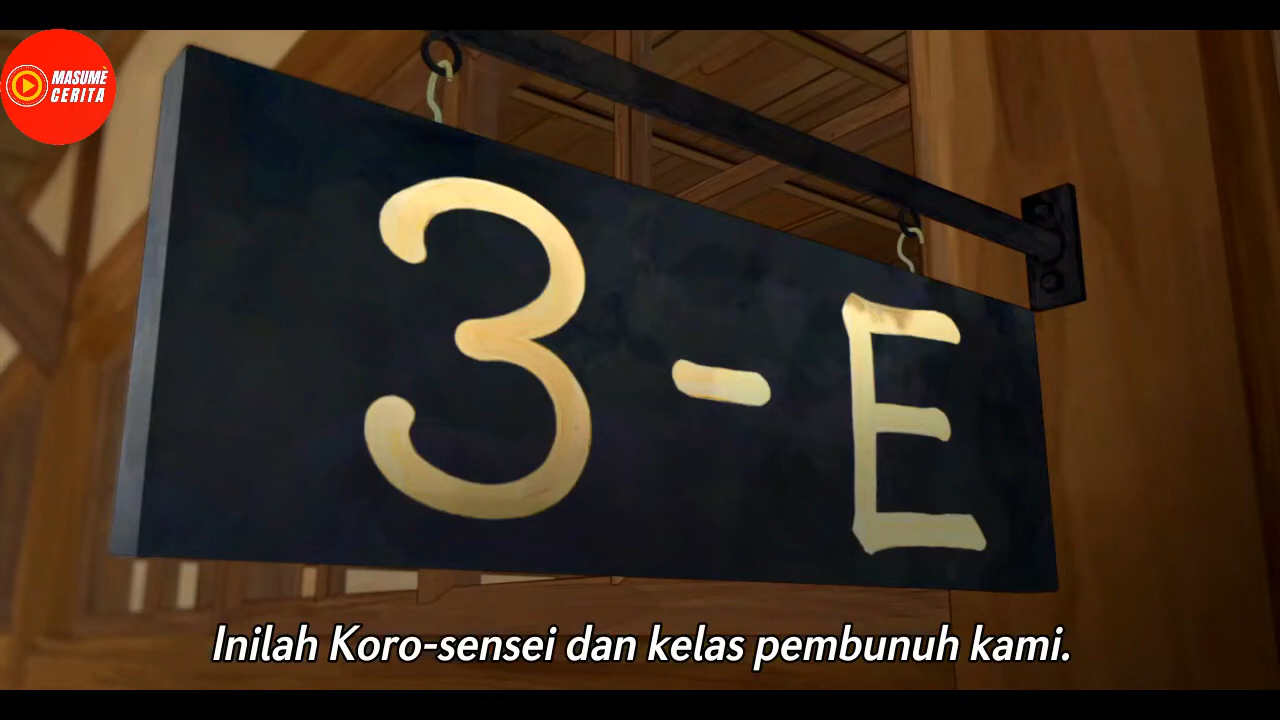 MASUME
CERITA
3-E
Inilah Koro-sensei dan kelas pembunuh kami.